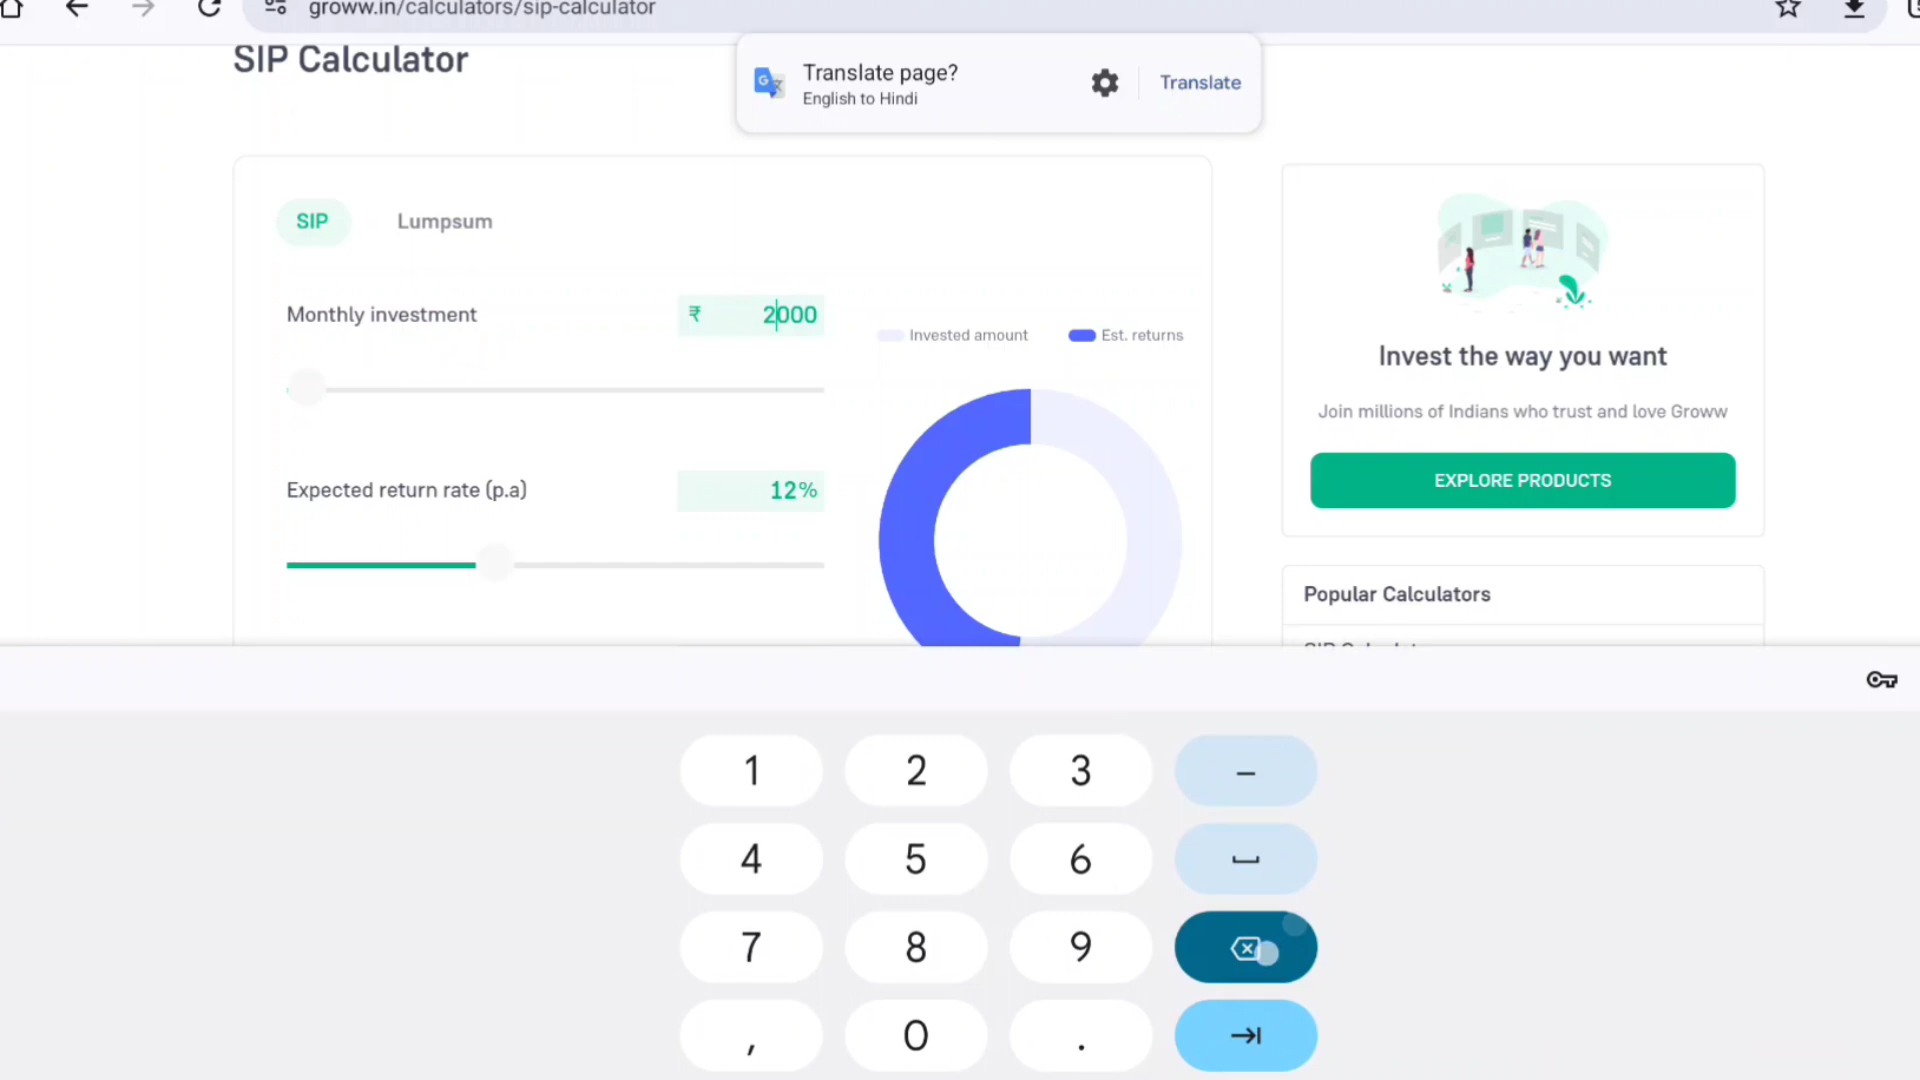 groww.in/calculators/sip-calculator
SIP Calculator
Translate page?
English to Hindi
Translate
SIP
Lumpsum
Monthly investment
₹ 2000
Invested amount
Est. returns
Expected return rate (p.a)
12%
Invest the way you want
Join millions of Indians who trust and love Groww
EXPLORE PRODUCTS
Popular Calculators
1 2 3 –
4 5 6
7 8 9
, 0 .